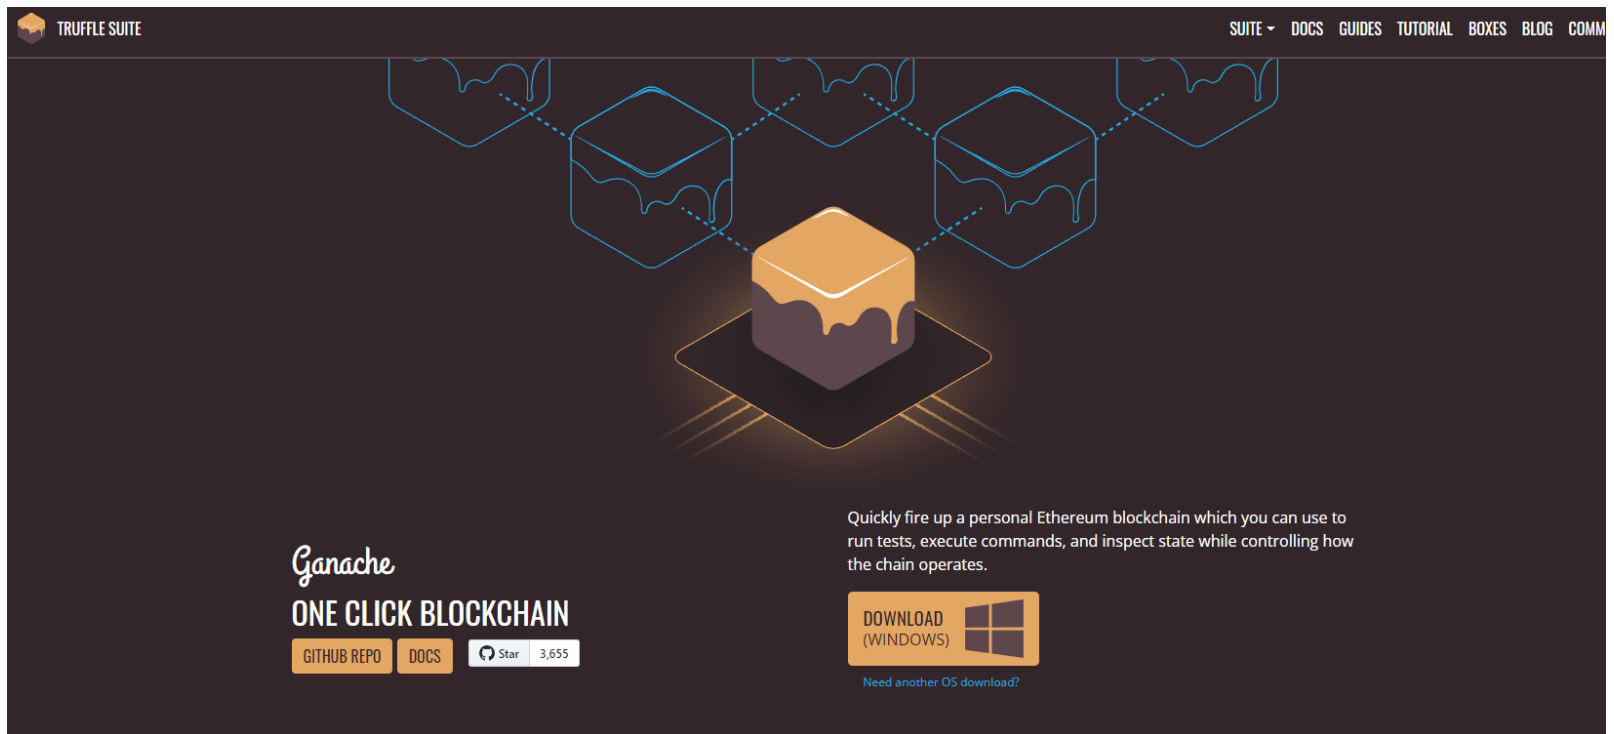 TRUFFLE SUITE
SUITE DOCS GUIDES TUTORIAL BOXES BLOG COMM
Ganache
ONE CLICK BLOCKCHAIN
GITHUB REPO DOCS Star 3,655
Quickly fire up a personal Ethereum blockchain which you can use to
run tests, execute commands, and inspect state while controlling how
the chain operates.
DOWNLOAD
(WINDOWS)
Need another OS download?